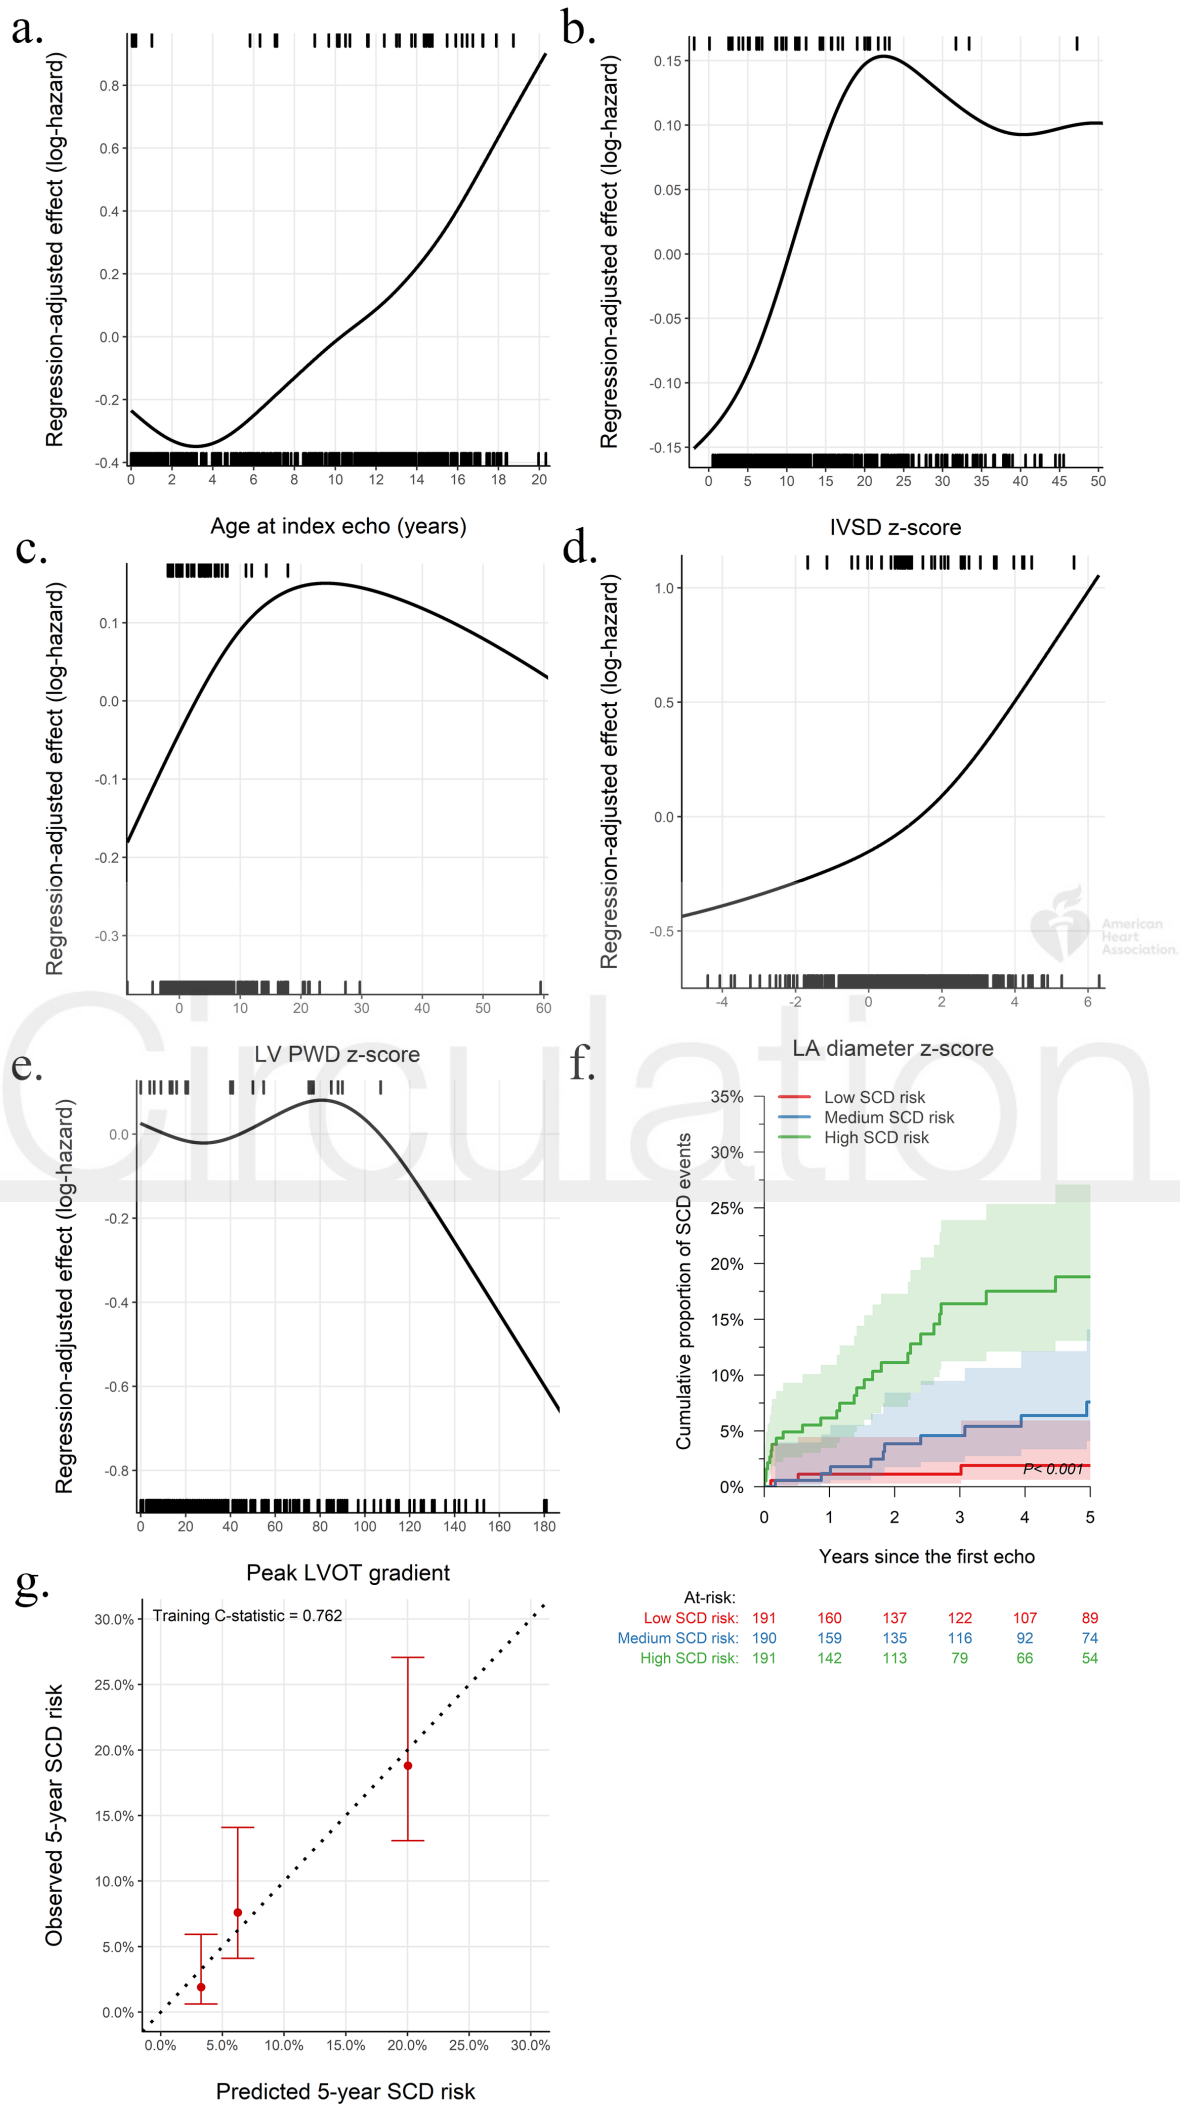 a.
Regression-adjusted effect (log-hazard)
0.8
0.6
0.4
0.2
0.0
-0.2
-0.4
0 2 4 6 8 10 12 14 16 18 20
Age at index echo (years)
b.
Regression-adjusted effect (log-hazard)
0.15
0.10
0.05
0.00
-0.05
-0.10
-0.15
0 5 10 15 20 25 30 35 40 45 50
IVSD z-score
c.
Regression-adjusted effect (log-hazard)
0.1
0.0
-0.1
-0.2
-0.3
0 10 20 30 40 50 60
LV PWD z-score
d.
Regression-adjusted effect (log-hazard)
1.0
0.5
0.0
-0.5
-4 -2 0 2 4 6
LA diameter z-score
American
Heart
Association.
Circulation
e.
Regression-adjusted effect (log-hazard)
0.0
-0.2
-0.4
-0.6
-0.8
0 20 40 60 80 100 120 140 160 180
Peak LVOT gradient
f.
Cumulative proportion of SCD events
35%
30%
25%
20%
15%
10%
5%
0%
Low SCD risk
Medium SCD risk
High SCD risk
P< 0.001
0 1 2 3 4 5
Years since the first echo
At-risk:
Low SCD risk: 191 160 137 122 107 89
Medium SCD risk: 190 159 135 116 92 74
High SCD risk: 191 142 113 79 66 54
g.
Training C-statistic = 0.762
Observed 5-year SCD risk
30.0%
25.0%
20.0%
15.0%
10.0%
5.0%
0.0%
0.0% 5.0% 10.0% 15.0% 20.0% 25.0% 30.0%
Predicted 5-year SCD risk